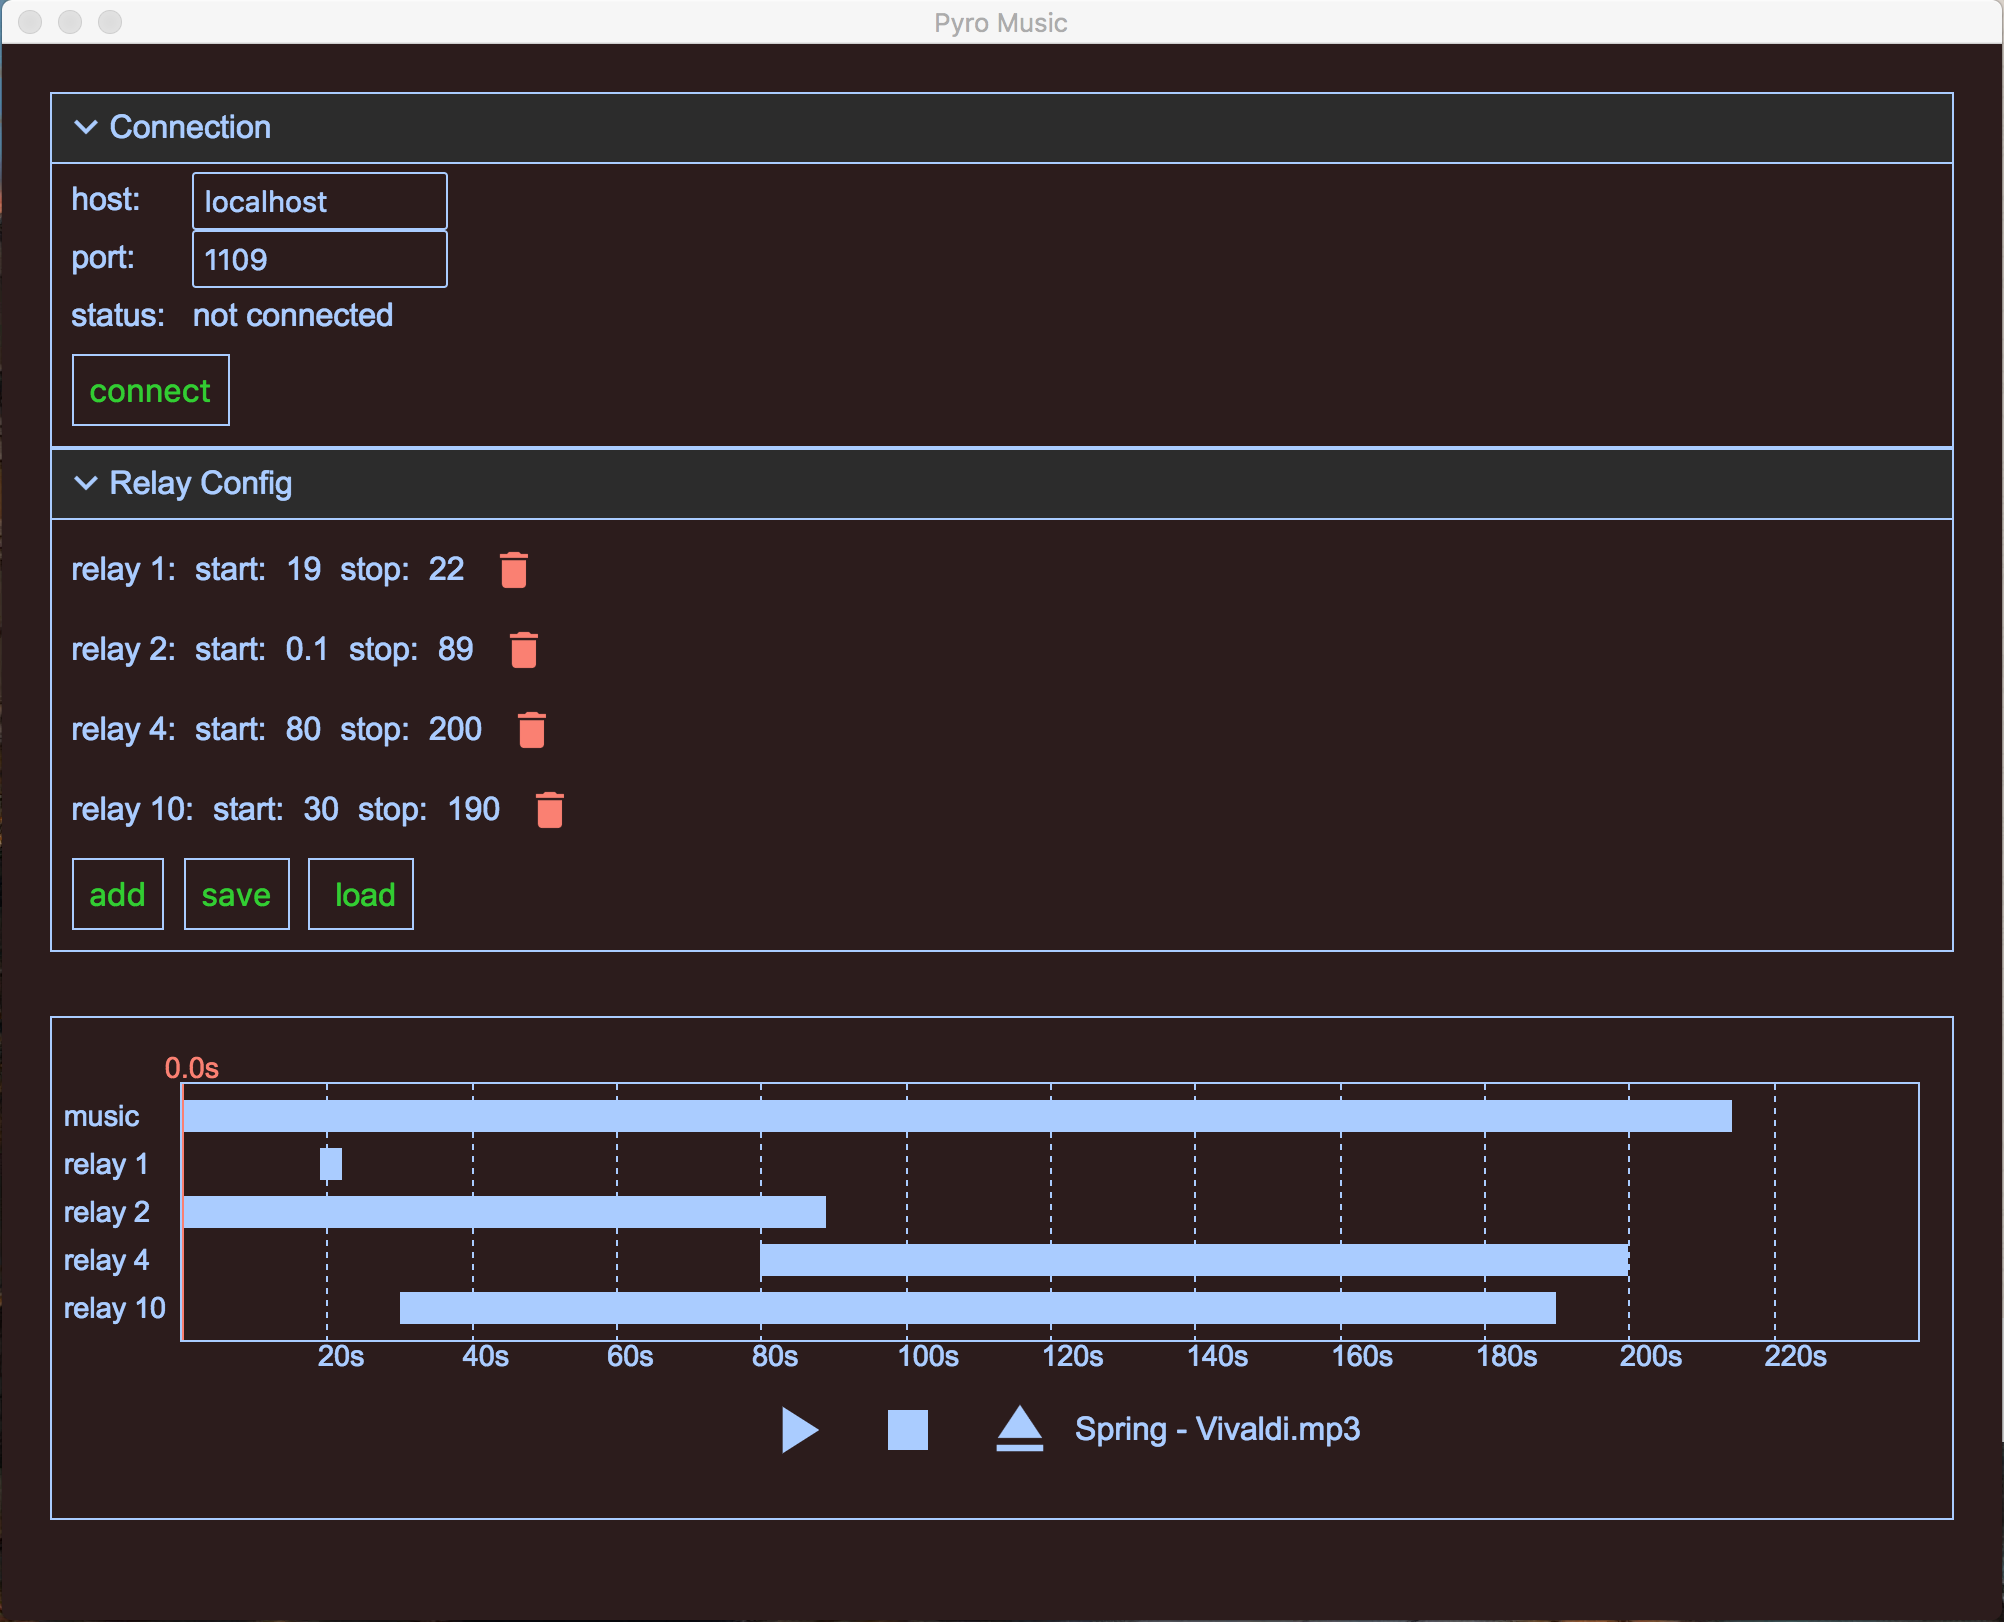 Pyro Music
Connection
host: localhost
port: 1109
status: not connected
connect
Relay Config
relay 1: start: 19 stop: 22
relay 2: start: 0.1 stop: 89
relay 4: start: 80 stop: 200
relay 10: start: 30 stop: 190
add save load
0.0s
music
relay 1
relay 2
relay 4
relay 10
20s 40s 60s 80s 100s 120s 140s 160s 180s 200s 220s
Spring - Vivaldi.mp3